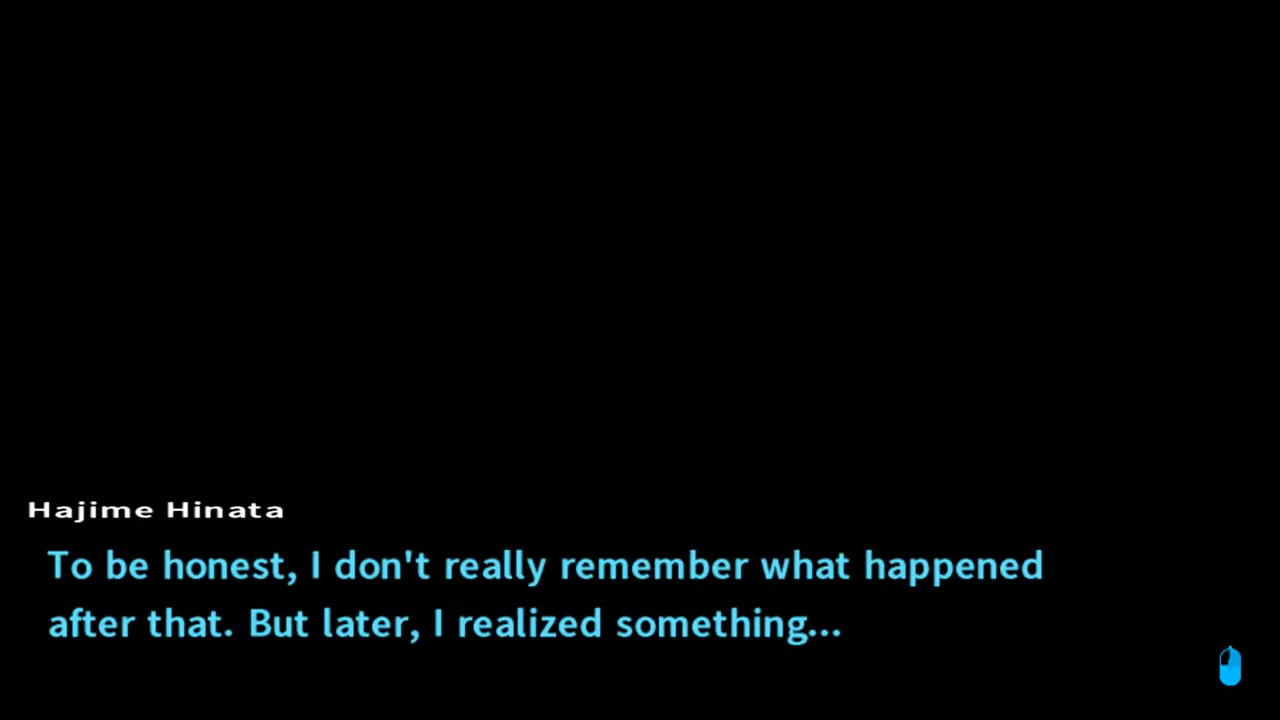 Hajime Hinata
To be honest, I don't really remember what happened
after that. But later, I realized something...